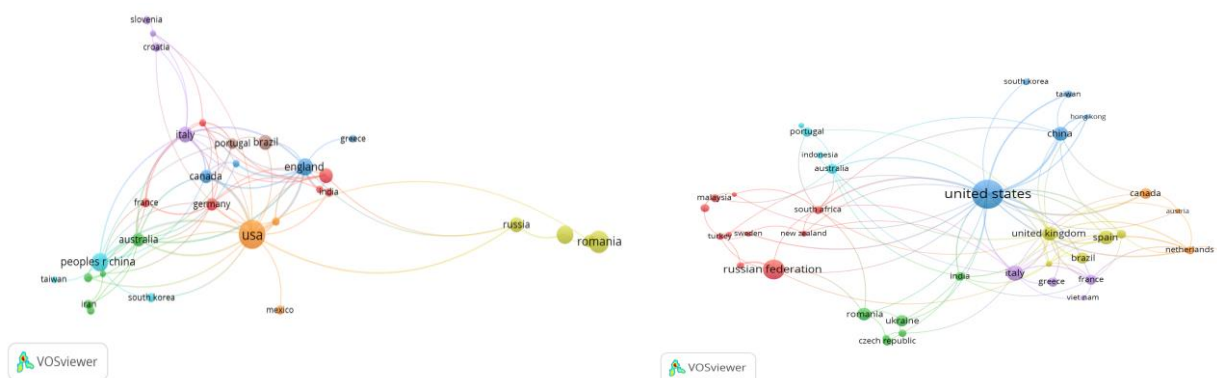 slovenia
croatia
italy
portugal brazil
greece
england
canada
india
france
germany
australia
usa
russia
romania
peoples r china
taiwan
south korea
iran
mexico
VOSviewer
south korea
taiwan
hong kong
china
portugal
indonesia
australia
united states
malaysia
south africa
canada
austria
turkey
sweden
new zealand
united kingdom
spain
netherlands
russian federation
brazil
india
italy
greece
france
vietnam
romania
ukraine
czech republic
VOSviewer